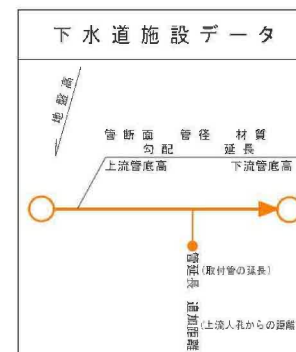 下水道施設データ
地盤高
管断面 管径 材質
勾配 延長
上流管底高 下流管底高
管延長 (取付管の延長)
追加距離 (上流人孔からの距離